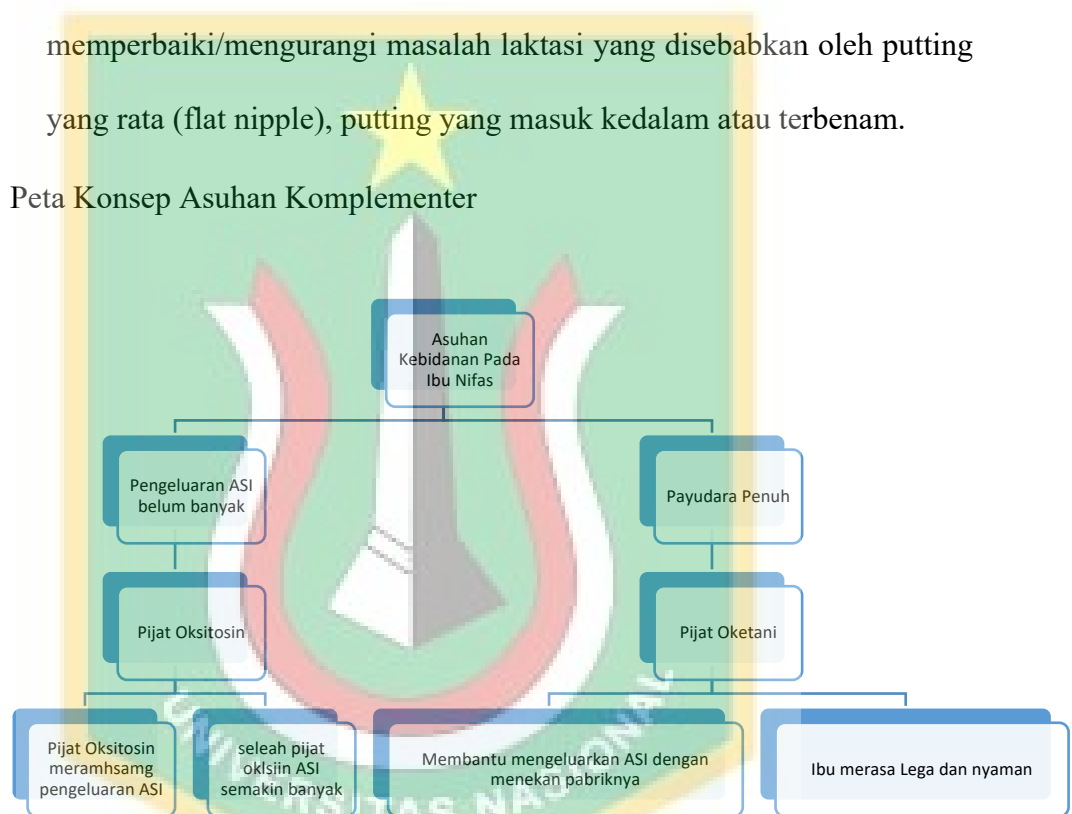 memperbaiki/mengurangi masalah laktasi yang disebabkan oleh putting
yang rata (flat nipple), putting yang masuk kedalam atau terbenam.
Peta Konsep Asuhan Komplementer
Asuhan
Kebidanan Pada
Ibu Nifas
Pengeluaran ASI
belum banyak
Payudara Penuh
Pijat Oksitosin
Pijat Oketani
Pijat Oksitosin
meramhsamg
pengeluaran ASI
seleah pijat
oklsjin ASI
semakin banyak
Membantu mengeluarkan ASI dengan
menekan pabriknya
Ibu merasa Lega dan nyaman
UNIVERSITAS NASIONAL